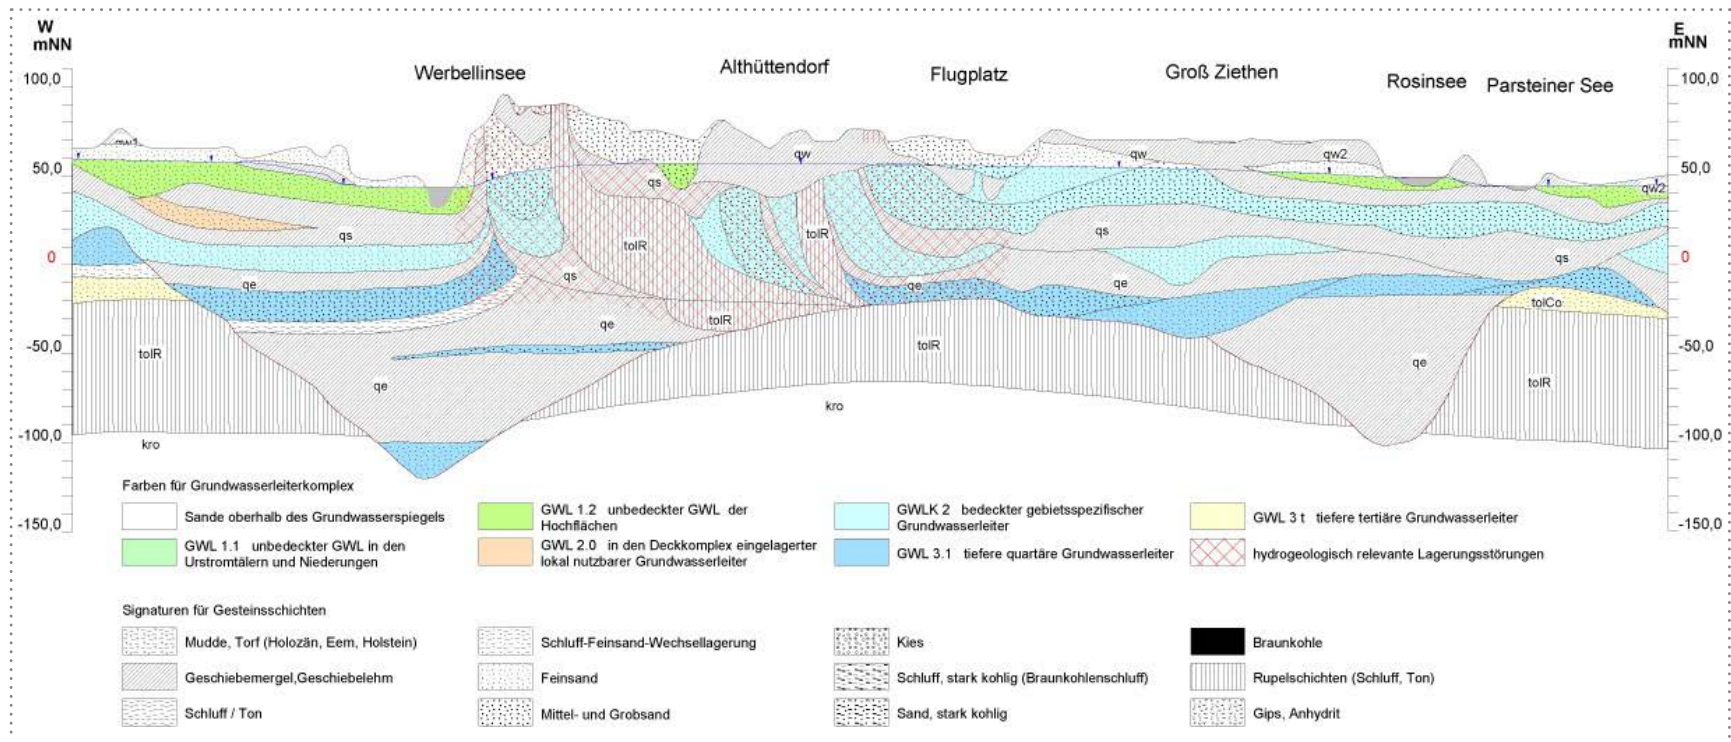 W
mNN
E
mNN
Werbellinsee
Althüttendorf
Flugplatz
Groß Ziethen
Rosinsee
Parsteiner See
100,0
100,0
50,0
50,0
0
0
-50,0
-50,0
-100,0
-100,0
-150,0
-150,0
qw
qw
qw2
qw2
qs
qs
qs
qs
qs
tolR
tolR
qe
qe
qe
qe
qe
qe
tolR
tolR
tolR
tolR
tolCo
kro
kro
Farben für Grundwasserleiterkomplex
Sande oberhalb des Grundwasserspiegels
GWL 1.2 unbedeckter GWL der
Hochflächen
GWLK 2 bedeckter gebietsspezifischer
Grundwasserleiter
GWL 3 t tiefere tertiäre Grundwasserleiter
GWL 1.1 unbedeckter GWL in den
Urstromtälern und Niederungen
GWL 2.0 in den Deckkomplex eingelagerter
lokal nutzbarer Grundwasserleiter
GWL 3.1 tiefere quartäre Grundwasserleiter
hydrogeologisch relevante Lagerungsstörungen
Signaturen für Gesteinsschichten
Mudde, Torf (Holozän, Eem, Holstein)
Schluff-Feinsand-Wechsellagerung
Kies
Braunkohle
Geschiebemergel,Geschiebelehm
Feinsand
Schluff, stark kohlig (Braunkohlenschluff)
Rupelschichten (Schluff, Ton)
Schluff / Ton
Mittel- und Grobsand
Sand, stark kohlig
Gips, Anhydrit